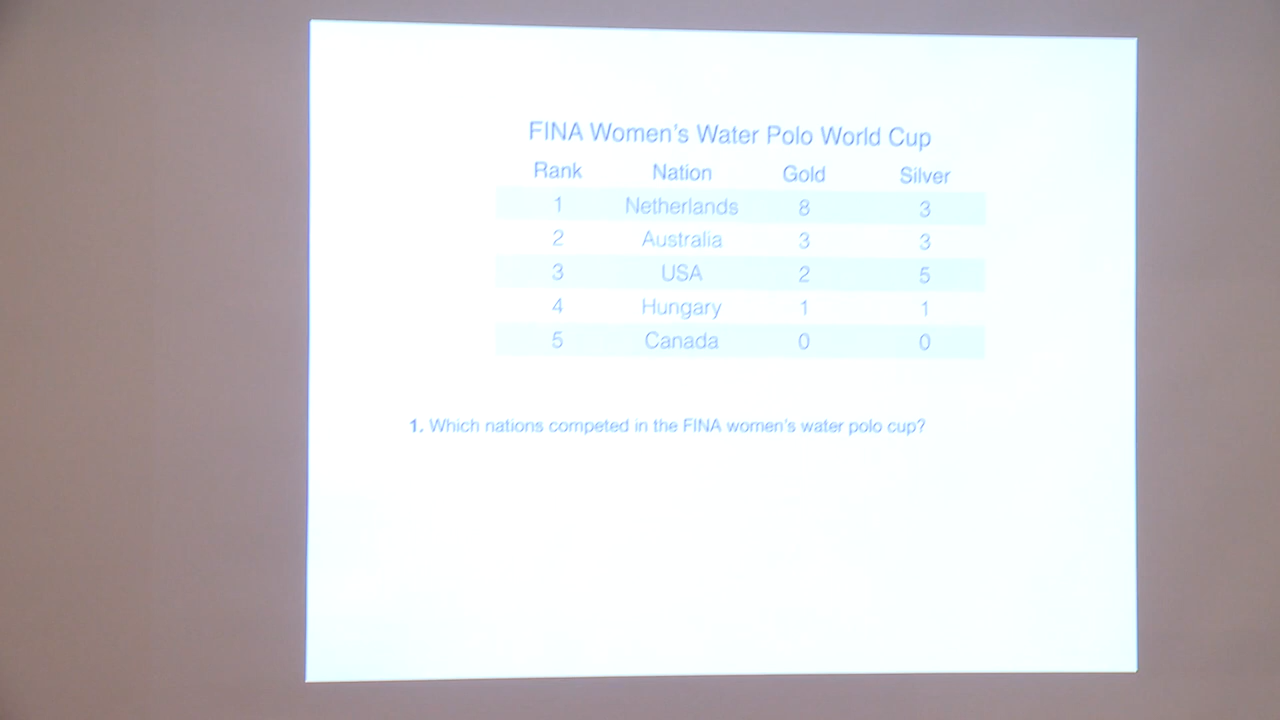 FINA Women's Water Polo World Cup
Rank Nation Gold Silver
1 Netherlands 8 3
2 Australia 3 3
3 USA 2 5
4 Hungary 1 1
5 Canada 0 0
1. Which nations competed in the FINA women's water polo cup?